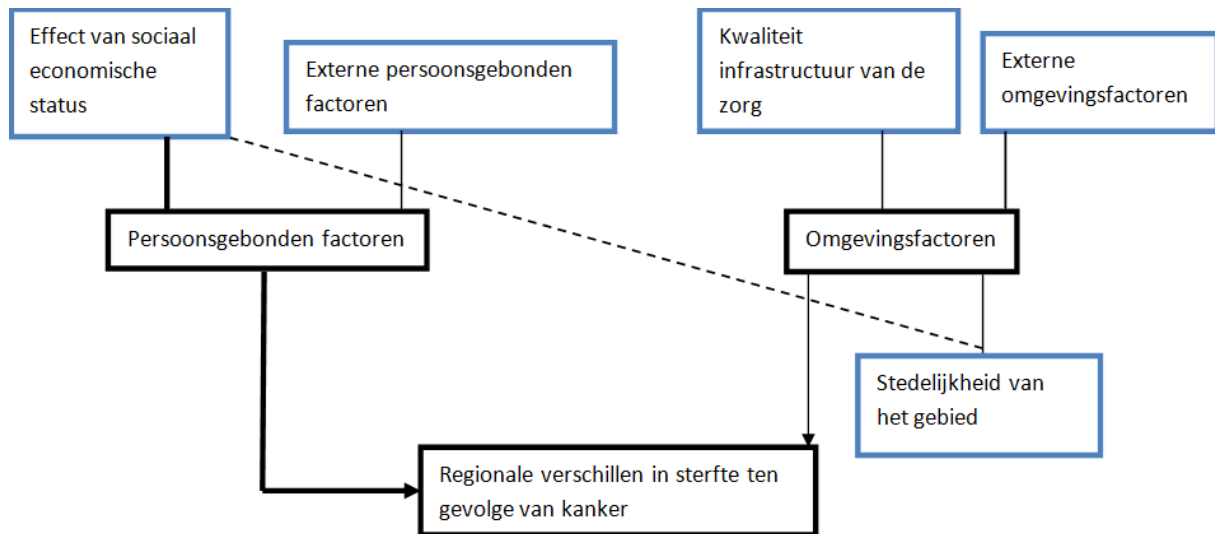 Effect van sociaal
economische
status
Externe persoonsgebonden
factoren
Kwaliteit
infrastructuur van de
zorg
Externe
omgevingsfactoren
Persoonsgebonden factoren
Omgevingsfactoren
Stedelijkheid van
het gebied
Regionale verschillen in sterfte ten
gevolge van kanker